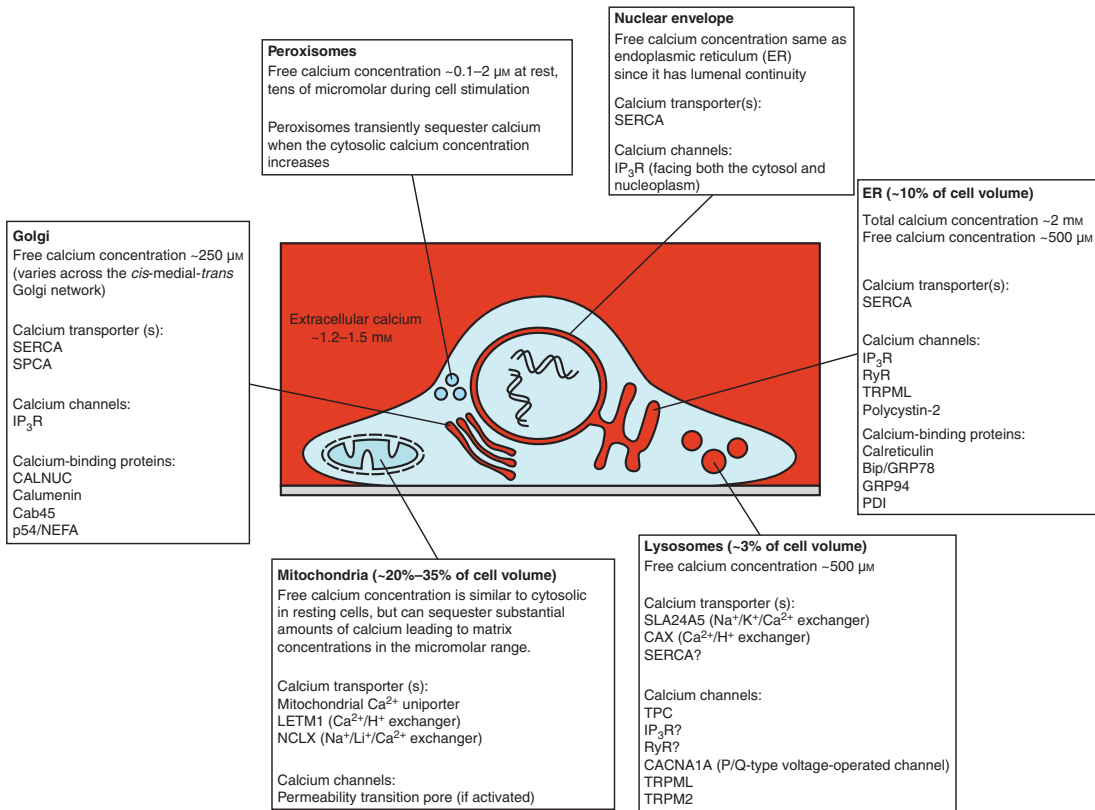 Nuclear envelope
Free calcium concentration same as
endoplasmic reticulum (ER)
since it has lumenal continuity
Calcium transporter(s):
SERCA
Calcium channels:
IP₃R (facing both the cytosol and
nucleoplasm)
Peroxisomes
Free calcium concentration ~0.1–2 μM at rest,
tens of micromolar during cell stimulation
Peroxisomes transiently sequester calcium
when the cytosolic calcium concentration
increases
ER (~10% of cell volume)
Total calcium concentration ~2 mM
Free calcium concentration ~500 μM
Calcium transporter(s):
SERCA
Calcium channels:
IP₃R
RyR
TRPML
Polycystin-2
Calcium-binding proteins:
Calreticulin
Bip/GRP78
GRP94
PDI
Golgi
Free calcium concentration ~250 μM
(varies across the cis-medial-trans
Golgi network)
Calcium transporter (s):
SERCA
SPCA
Calcium channels:
IP₃R
Calcium-binding proteins:
CALNUC
Calumenin
Cab45
p54/NEFA
Extracellular calcium
~1.2–1.5 mM
Mitochondria (~20%–35% of cell volume)
Free calcium concentration is similar to cytosolic
in resting cells, but can sequester substantial
amounts of calcium leading to matrix
concentrations in the micromolar range.
Calcium transporter (s):
Mitochondrial Ca²⁺ uniporter
LETM1 (Ca²⁺/H⁺ exchanger)
NCLX (Na⁺/Li⁺/Ca²⁺ exchanger)
Calcium channels:
Permeability transition pore (if activated)
Lysosomes (~3% of cell volume)
Free calcium concentration ~500 μM
Calcium transporter (s):
SLA24A5 (Na⁺/K⁺/Ca²⁺ exchanger)
CAX (Ca²⁺/H⁺ exchanger)
SERCA?
Calcium channels:
TPC
IP₃R?
RyR?
CACNA1A (P/Q-type voltage-operated channel)
TRPML
TRPM2